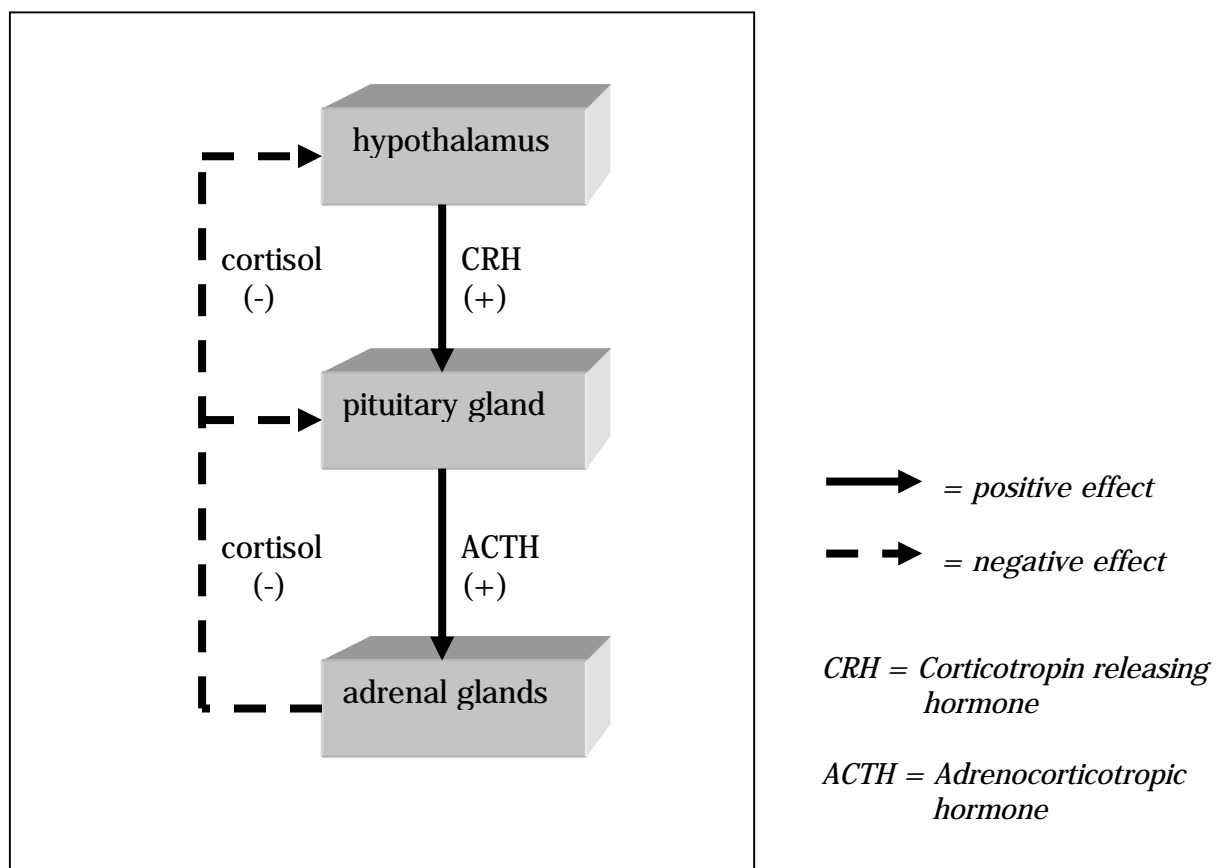 hypothalamus
cortisol
(-)
CRH
(+)
pituitary gland
cortisol
(-)
ACTH
(+)
adrenal glands
= positive effect
= negative effect
CRH = Corticotropin releasing
hormone
ACTH = Adrenocorticotropic
hormone